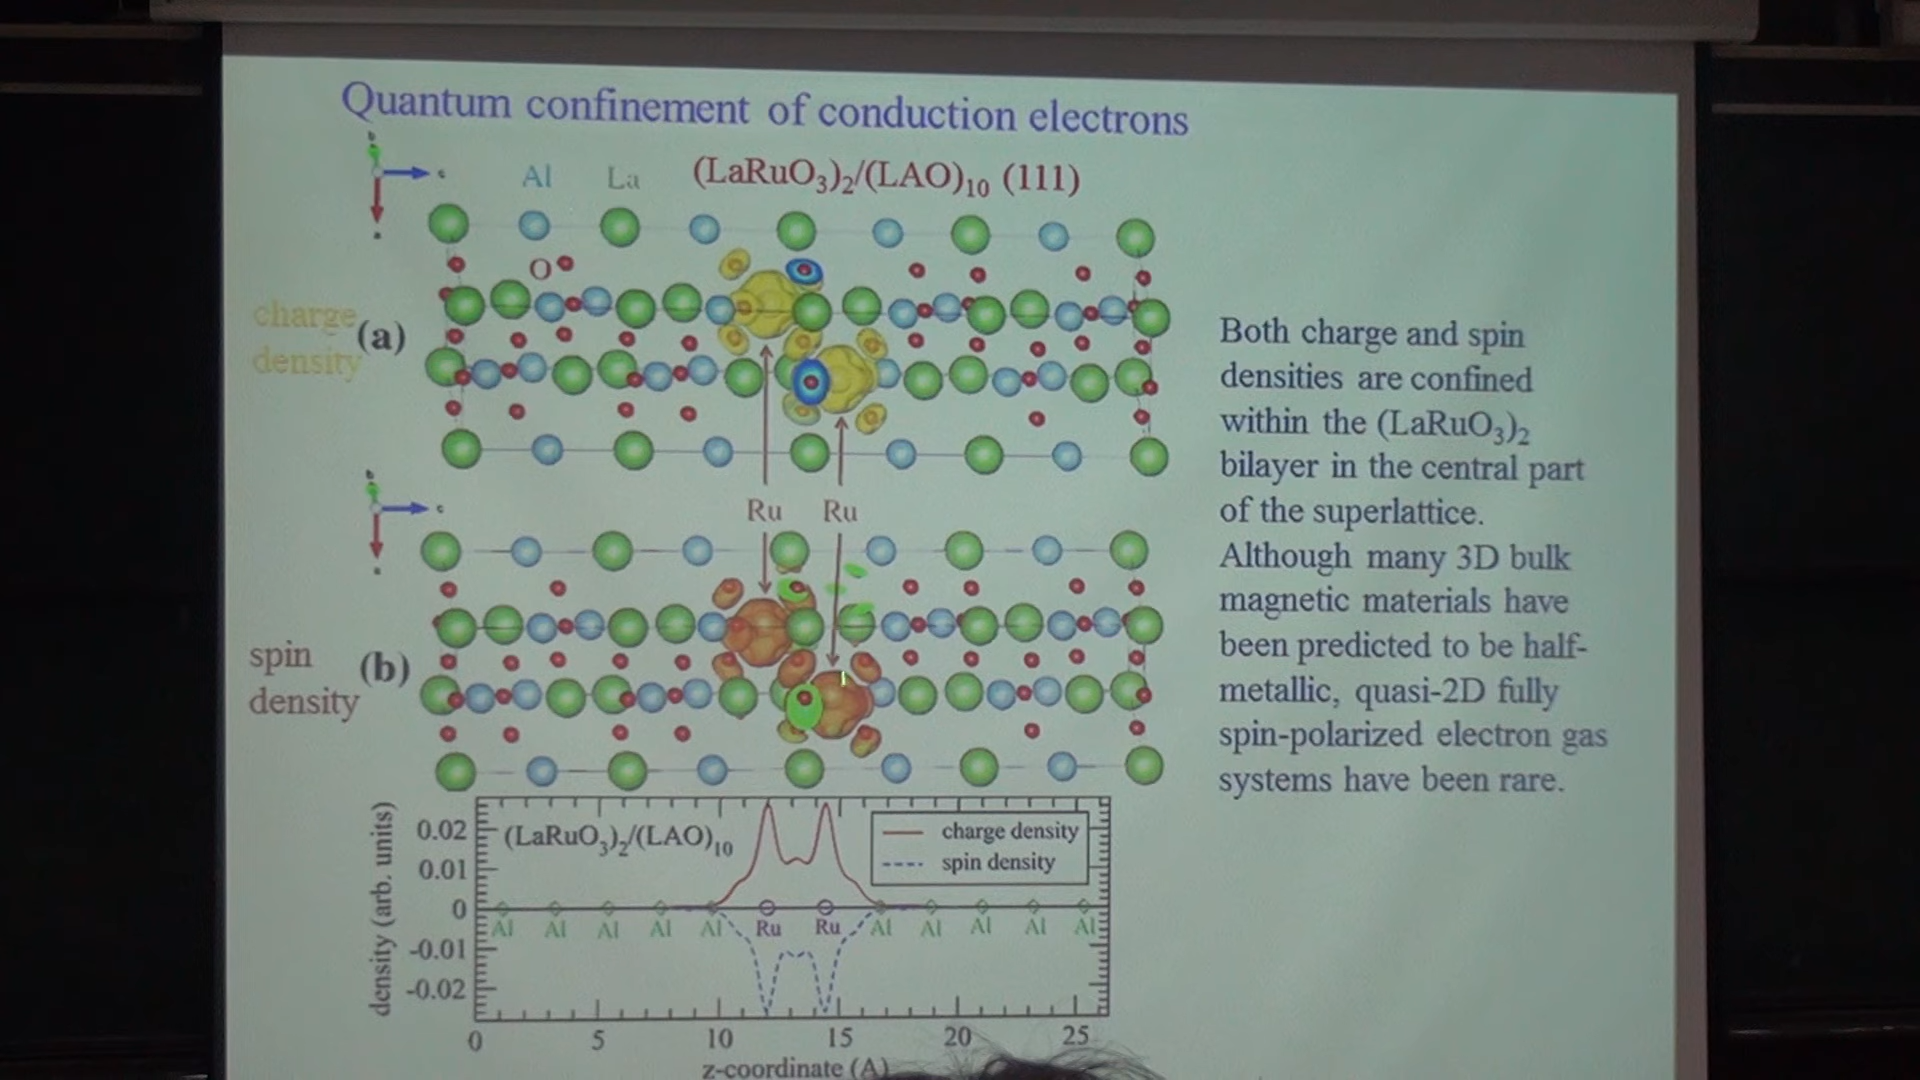 Quantum confinement of conduction electrons
Al La (LaRuO₃)₂/(LAO)₁₀ (111)
O
charge
density
(a)
Ru Ru
spin
density
(b)
Both charge and spin
densities are confined
within the (LaRuO₃)₂
bilayer in the central part
of the superlattice.
Although many 3D bulk
magnetic materials have
been predicted to be half-
metallic, quasi-2D fully
spin-polarized electron gas
systems have been rare.
density (arb. units)
0.02
0.01
0
-0.01
-0.02
(LaRuO₃)₂/(LAO)₁₀
charge density
spin density
Al Al Al Al Al Ru Ru Al Al Al Al Al
0 5 10 15 20 25
z-coordinate (A)